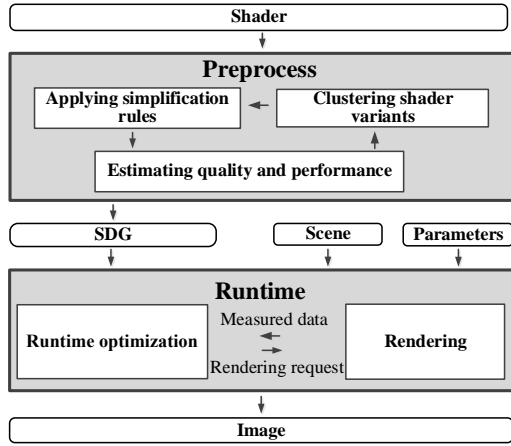 Shader
Preprocess
Applying simplification
rules
Clustering shader
variants
Estimating quality and performance
SDG
Scene
Parameters
Runtime
Runtime optimization
Measured data
Rendering request
Rendering
Image